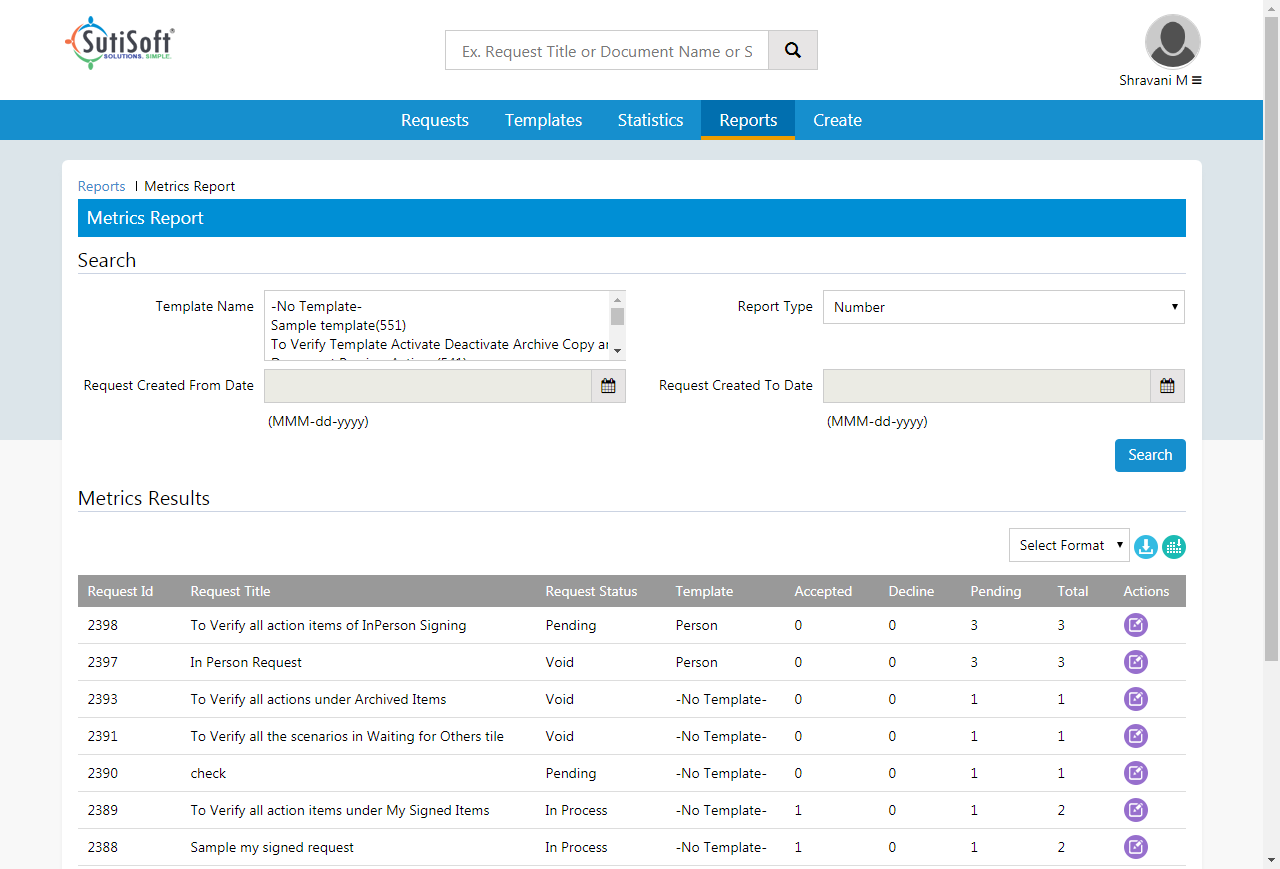 SutiSoft®
SOLUTIONS. SIMPLE.
Ex. Request Title or Document Name or S
Shravani M
Requests Templates Statistics Reports Create
Reports | Metrics Report
Metrics Report
Search
Template Name
-No Template-
Sample template(551)
To Verify Template Activate Deactivate Archive Copy
Report Type Number
Request Created From Date
(MMM-dd-yyyy)
Request Created To Date
(MMM-dd-yyyy)
Search
Metrics Results
Select Format
Request Id Request Title Request Status Template Accepted Decline Pending Total Actions
2398 To Verify all action items of InPerson Signing Pending Person 0 0 3 3
2397 In Person Request Void Person 0 0 3 3
2393 To Verify all actions under Archived Items Void -No Template- 0 0 1 1
2391 To Verify all the scenarios in Waiting for Others tile Void -No Template- 0 0 1 1
2390 check Pending -No Template- 0 0 1 1
2389 To Verify all action items under My Signed Items In Process -No Template- 1 0 1 2
2388 Sample my signed request In Process -No Template- 1 0 1 2